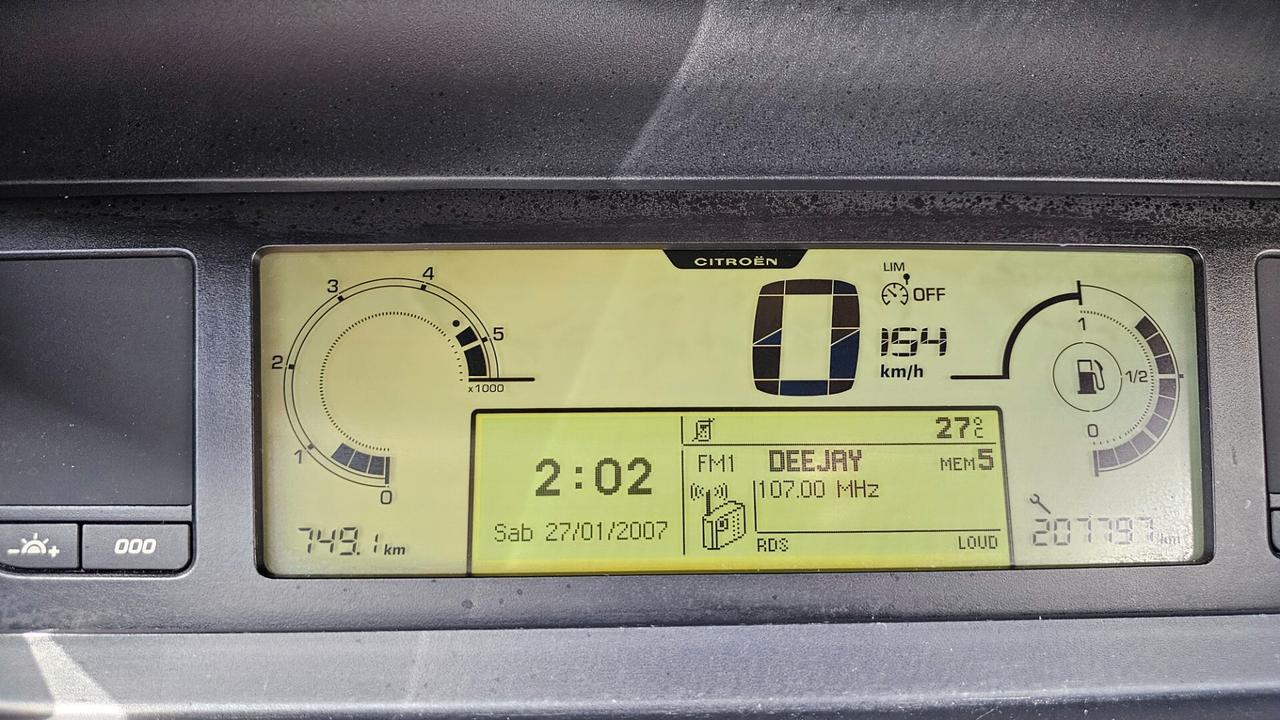 CITROËN
LIM
OFF
0
154
km/h
1
2
3
4
5
x1000
0
1
1/2
0
27°C
2:02
FM1 DEEJAY MEM5
107.00 MHz
Sab 27/01/2007
RDS LOUD
000
749.1 km
207787 km